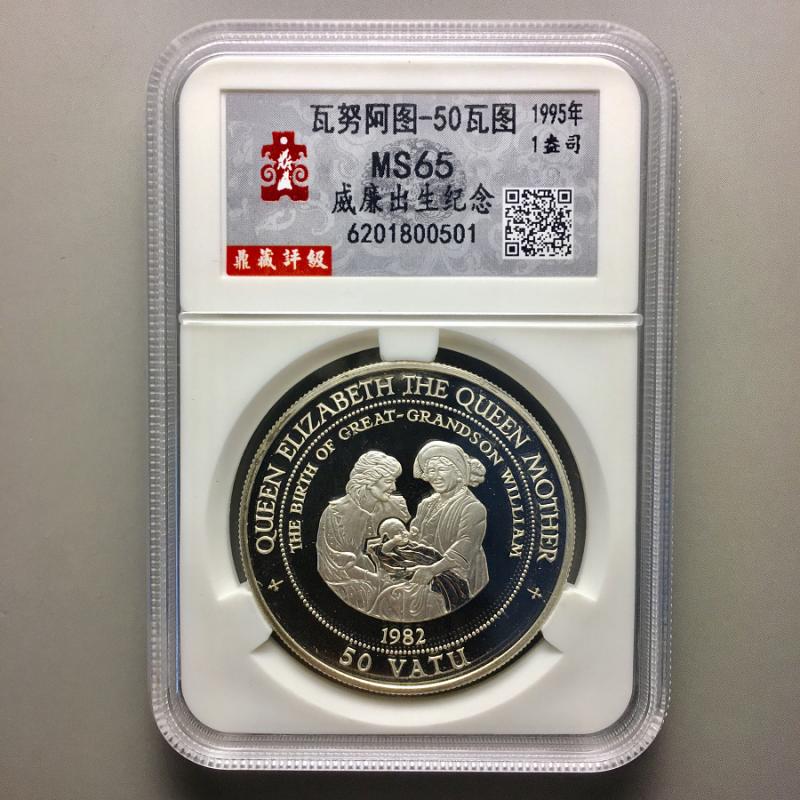 瓦努阿图-50瓦图
1995年
1盎司
MS65
威廉出生纪念
6201800501
鼎藏評級
QUEEN ELIZABETH THE QUEEN MOTHER
THE BIRTH OF GREAT-GRANDSON WILLIAM
1982
50 VATU